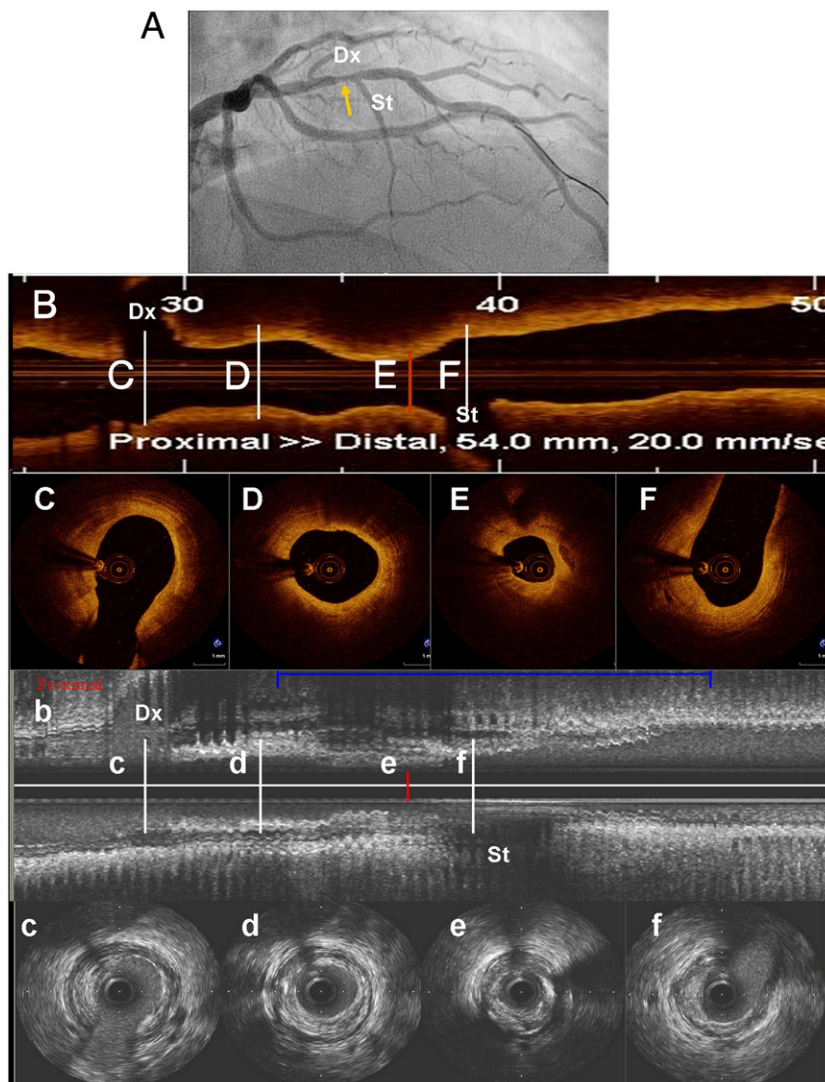 A
Dx
St
B
Dx
30
40
50
C
D
E
F
St
Proximal >> Distal, 54.0 mm, 20.0 mm/se
C
D
E
F
1 mm
1 mm
1 mm
1 mm
Proximal
b
Dx
c
d
e
f
St
c
d
e
f